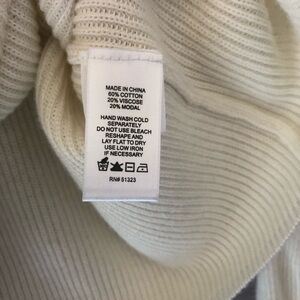 MADE IN CHINA
60% COTTON
20% VISCOSE
20% MODAL
HAND WASH COLD
SEPARATELY
DO NOT USE BLEACH
RESHAPE AND
LAY FLAT TO DRY
USE LOW IRON
IF NECESSARY
RN# 51323